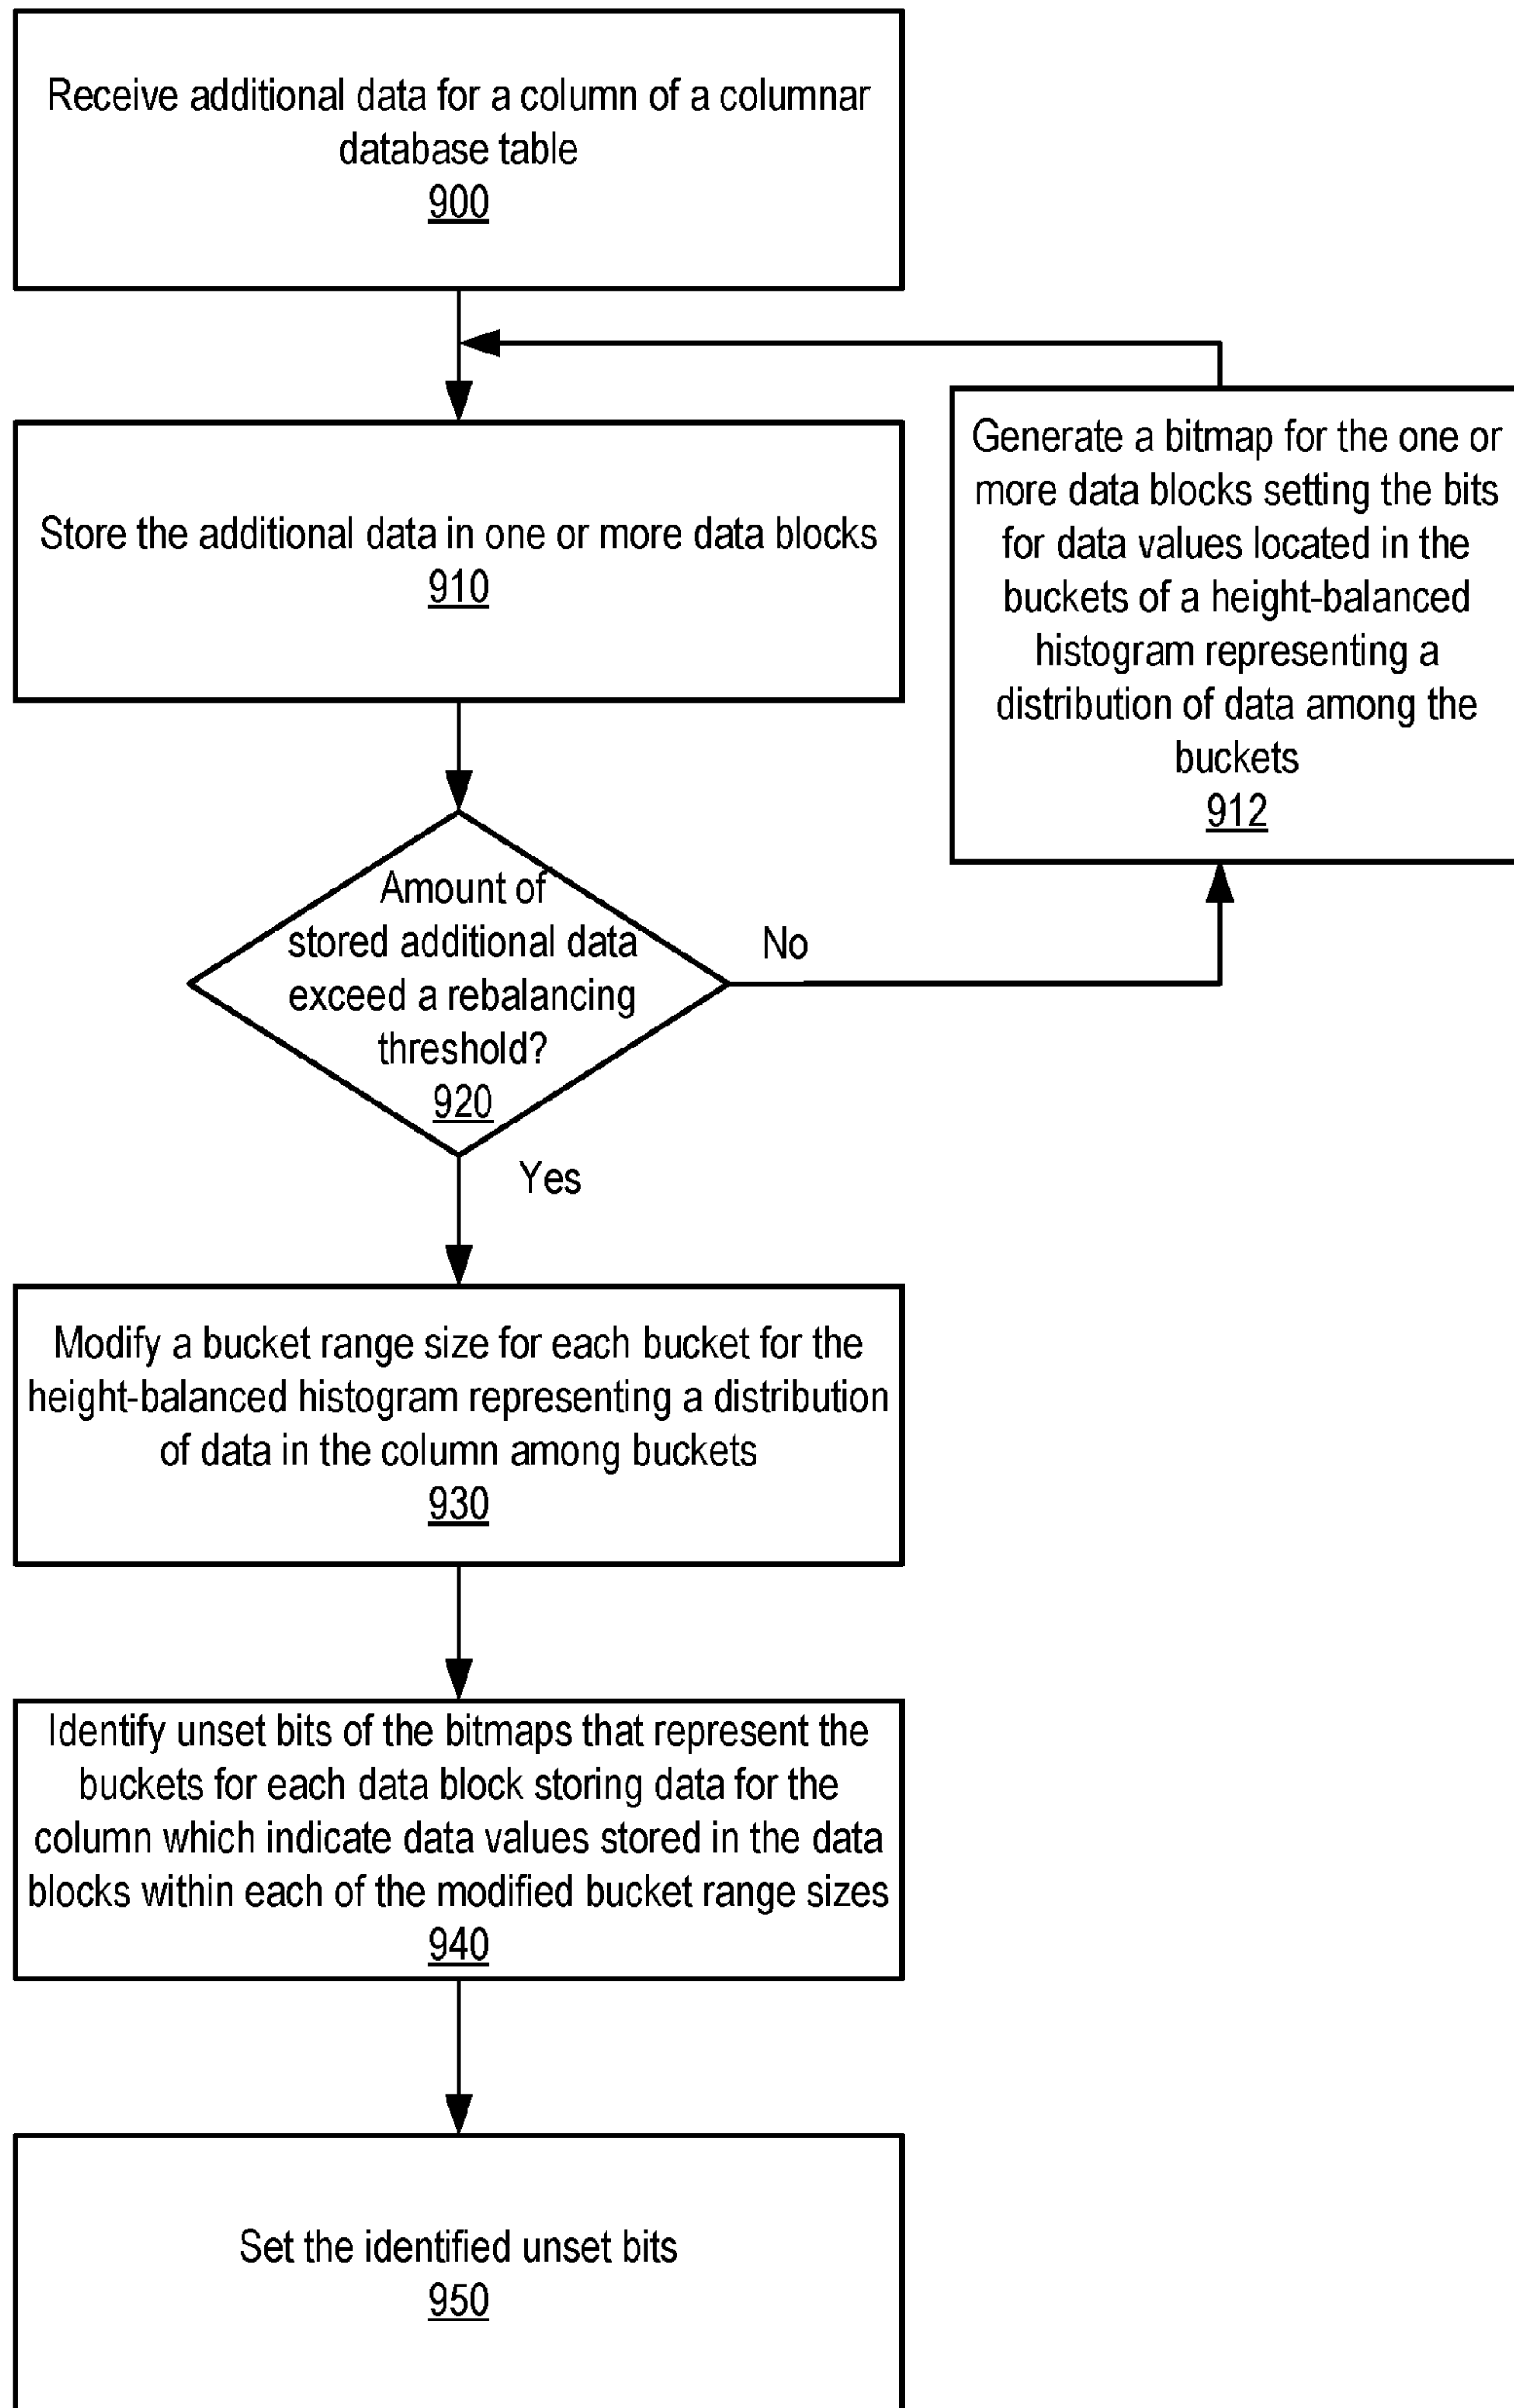 Receive additional data for a column of a columnar
database table
900
Store the additional data in one or more data blocks
910
Generate a bitmap for the one or
more data blocks setting the bits
for data values located in the
buckets of a height-balanced
histogram representing a
distribution of data among the
buckets
912
Amount of
stored additional data
exceed a rebalancing
threshold?
920
No
Yes
Modify a bucket range size for each bucket for the
height-balanced histogram representing a distribution
of data in the column among buckets
930
Identify unset bits of the bitmaps that represent the
buckets for each data block storing data for the
column which indicate data values stored in the data
blocks within each of the modified bucket range sizes
940
Set the identified unset bits
950